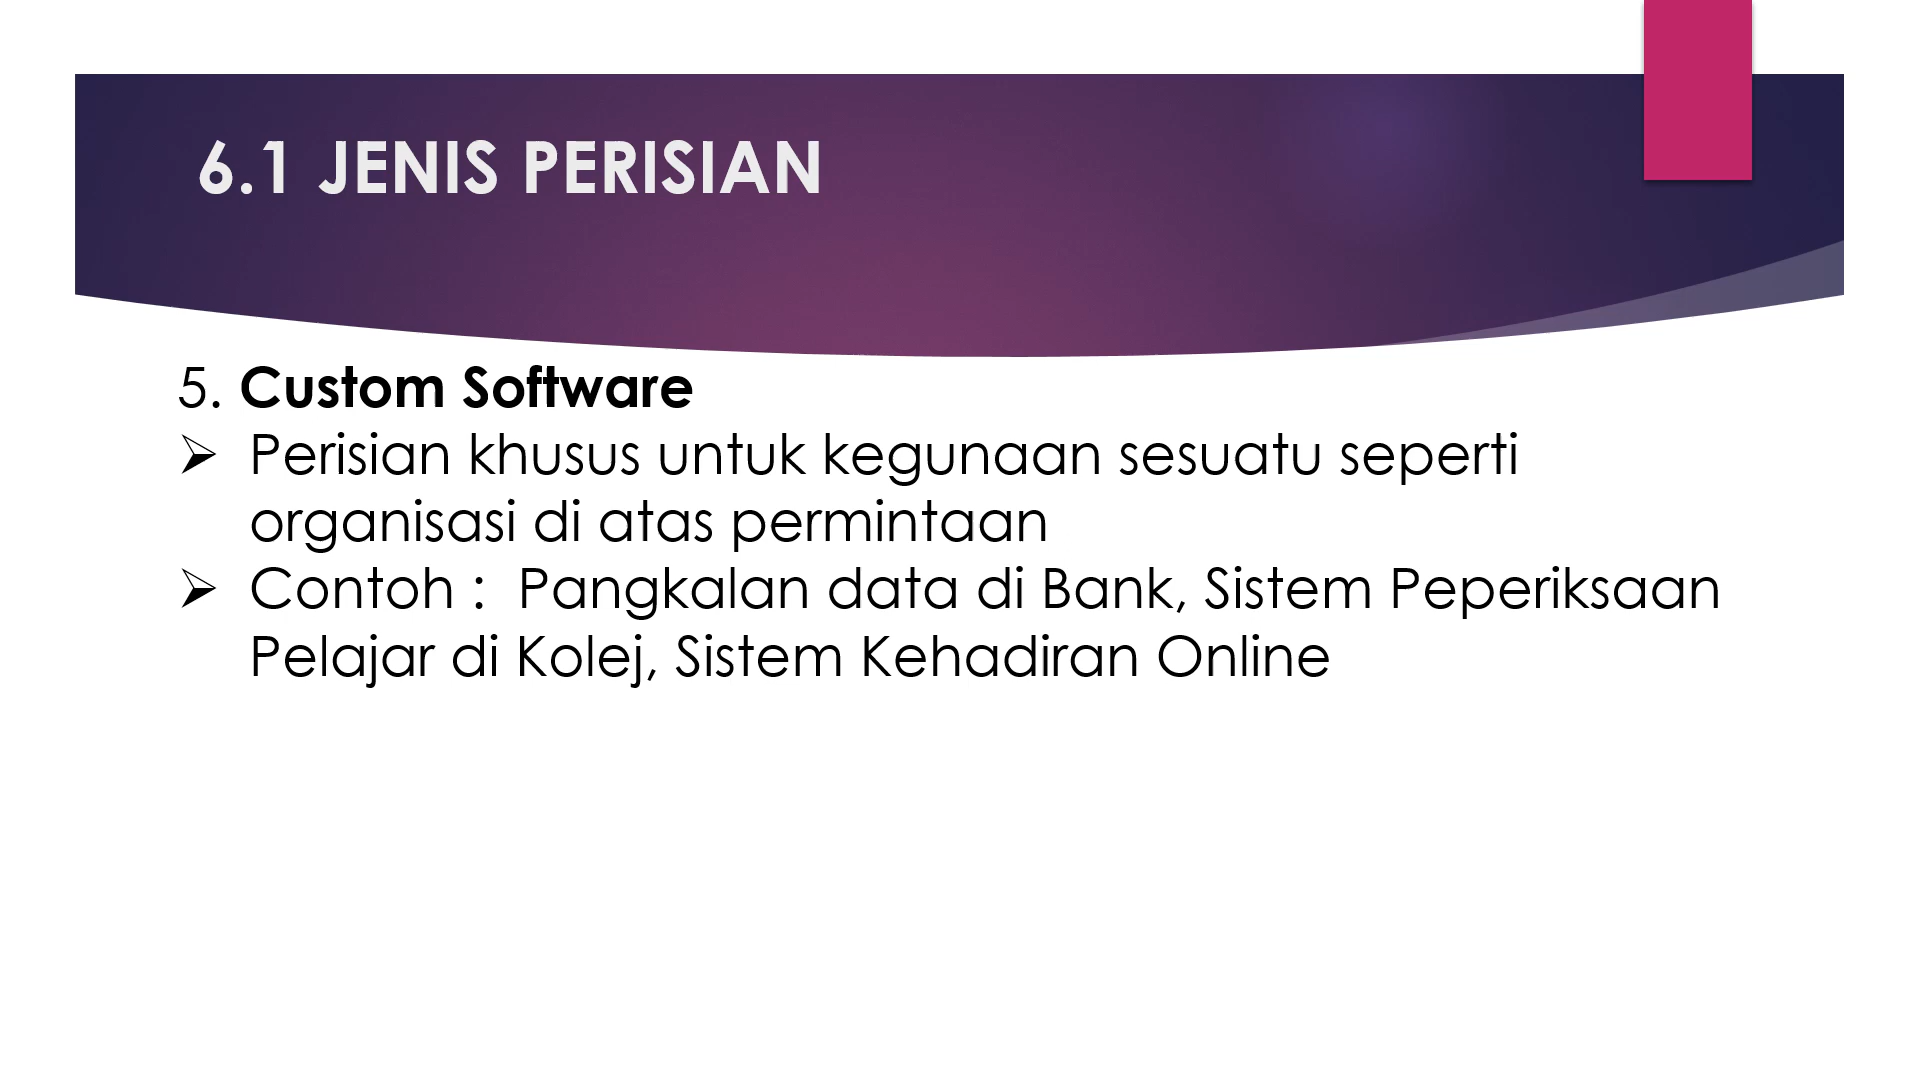 6.1 JENIS PERISIAN
5. Custom Software
➢ Perisian khusus untuk kegunaan sesuatu seperti
organisasi di atas permintaan
➢ Contoh :  Pangkalan data di Bank, Sistem Peperiksaan
Pelajar di Kolej, Sistem Kehadiran Online